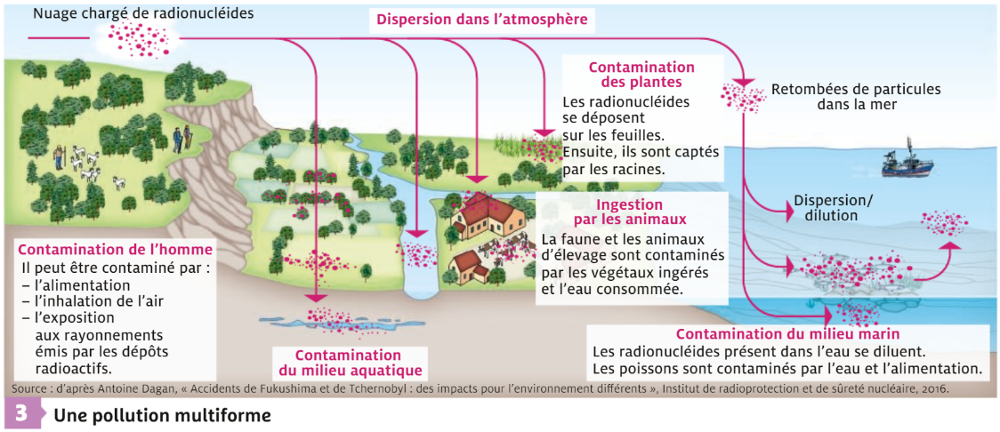 Nuage chargé de radionucléides
Dispersion dans l'atmosphère
Contamination
des plantes
Les radionucléides
se déposent
sur les feuilles.
Ensuite, ils sont captés
par les racines.
Retombées de particules
dans la mer
Ingestion
par les animaux
La faune et les animaux
d'élevage sont contaminés
par les végétaux ingérés
et l'eau consommée.
Dispersion/
dilution
Contamination de l'homme
Il peut être contaminé par :
– l'alimentation
– l'inhalation de l'air
– l'exposition
aux rayonnements
émis par les dépôts
radioactifs.
Contamination
du milieu aquatique
Contamination du milieu marin
Les radionucléides présent dans l'eau se diluent.
Les poissons sont contaminés par l'eau et l'alimentation.
Source : d'après Antoine Dagan, « Accidents de Fukushima et de Tchernobyl : des impacts pour l'environnement différents », Institut de radioprotection et de sûreté nucléaire, 2016.
3 Une pollution multiforme